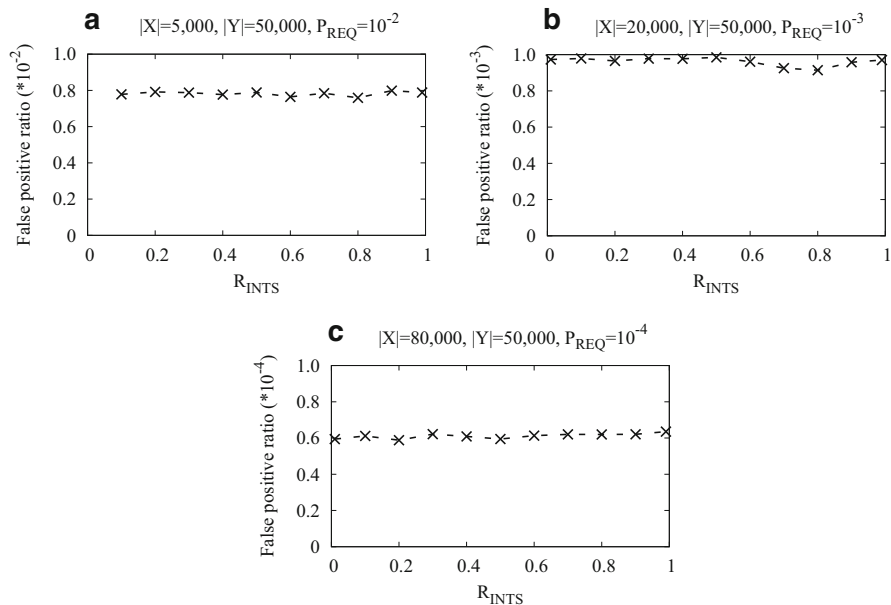 a
|X|=5,000, |Y|=50,000, P_REQ=10^-2
False positive ratio (*10^-2)
1.0
0.8
0.6
0.4
0.2
0
0 0.2 0.4 0.6 0.8 1
R_INTS
b
|X|=20,000, |Y|=50,000, P_REQ=10^-3
False positive ratio (*10^-3)
1.0
0.8
0.6
0.4
0.2
0
0 0.2 0.4 0.6 0.8 1
R_INTS
c
|X|=80,000, |Y|=50,000, P_REQ=10^-4
False positive ratio (*10^-4)
1.0
0.8
0.6
0.4
0.2
0
0 0.2 0.4 0.6 0.8 1
R_INTS